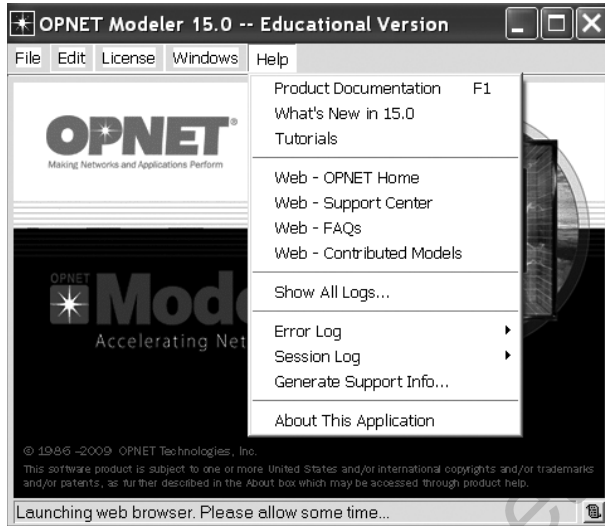 OPNET Modeler 15.0 -- Educational Version
File Edit License Windows Help
Product Documentation F1
What's New in 15.0
Tutorials
OPNET®
Making Networks and Applications Perform
Web - OPNET Home
Web - Support Center
Web - FAQs
Web - Contributed Models
Show All Logs...
OPNET
Mod
Accelerating Net
Error Log
Session Log
Generate Support Info...
About This Application
© 1986-2009 OPNET Technologies, Inc.
This software product is subject to one or more United States and/or international copyrights and/or trademarks
and/or patents, as further described in the About box which may be accessed through product help.
Launching web browser. Please allow some time...